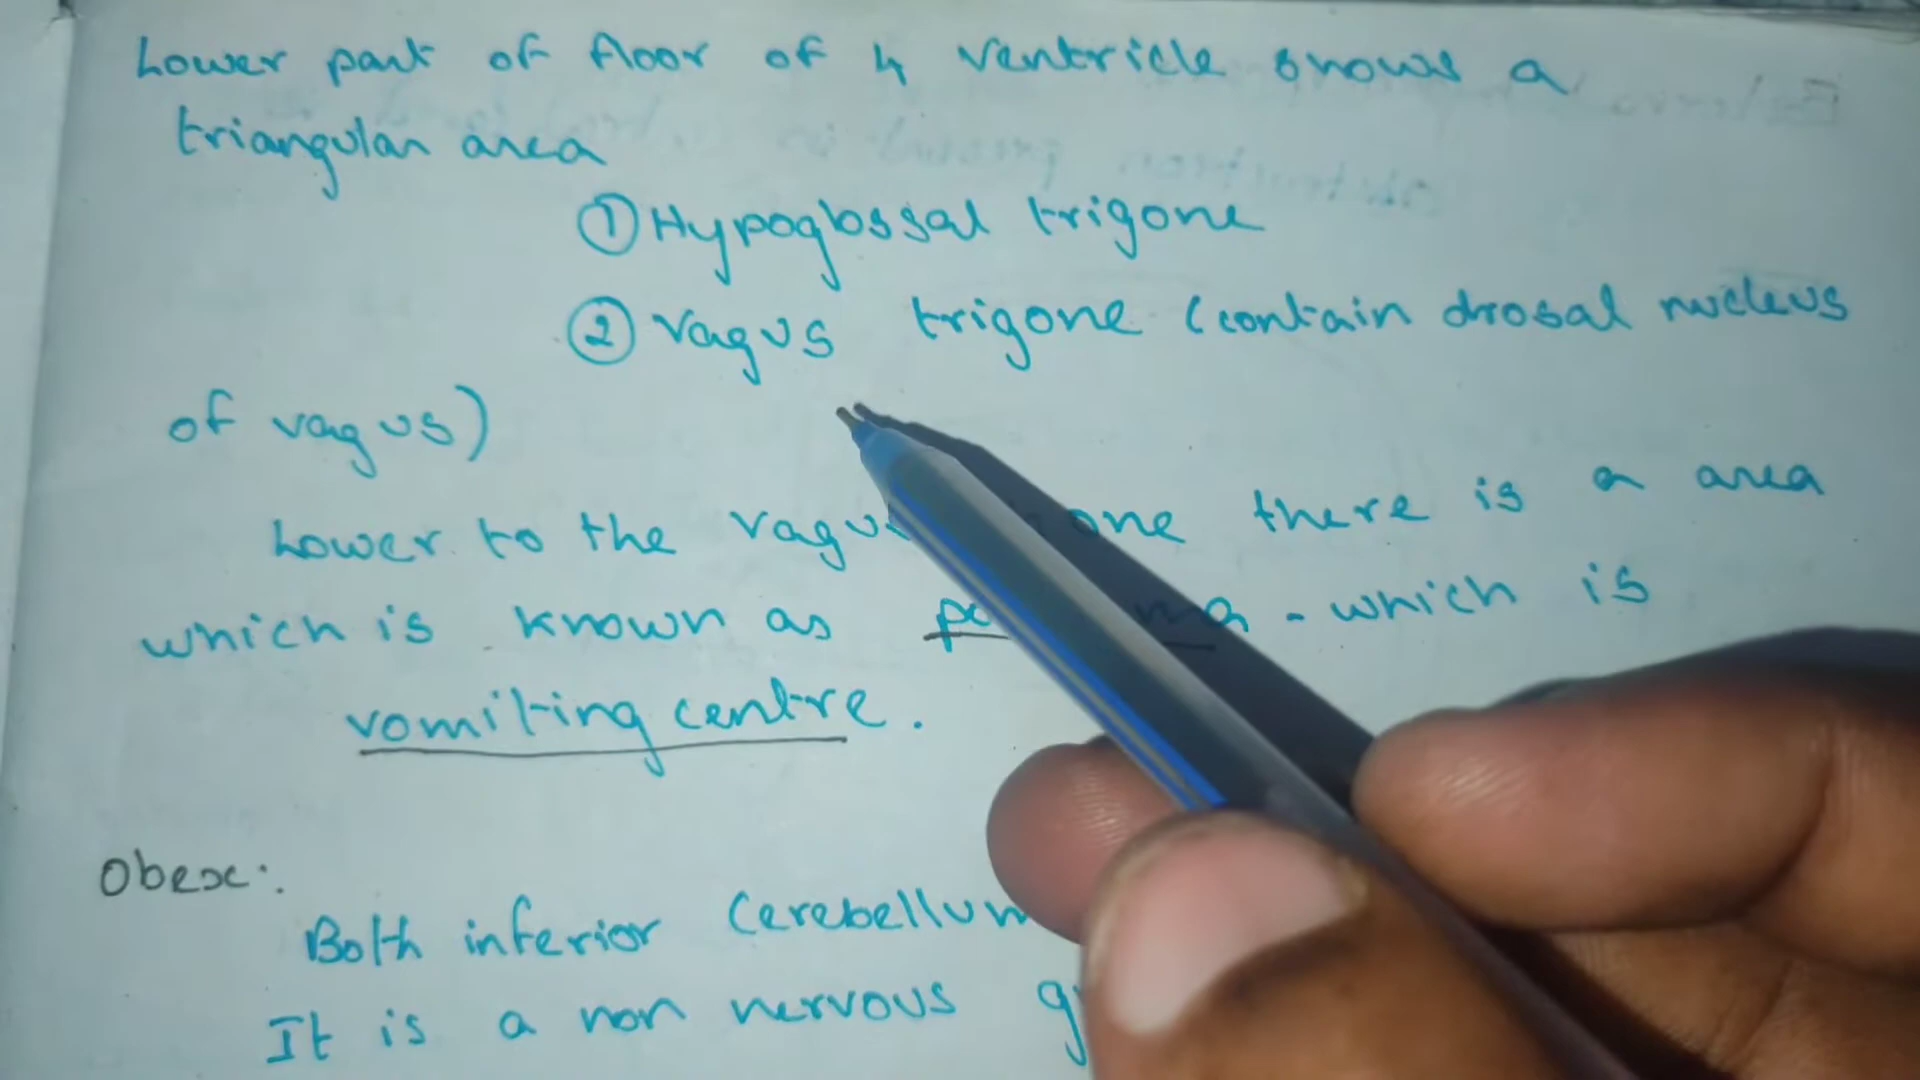 Lower part of floor of 4 ventricle shows a
triangular area
① Hypoglossal trigone
② Vagus trigone (contain drosal nucleus
of vagus)
Lower to the one there is a area
which is known as - which is
vomiting centre.
Obex:
Both inferior
It is a non nervous